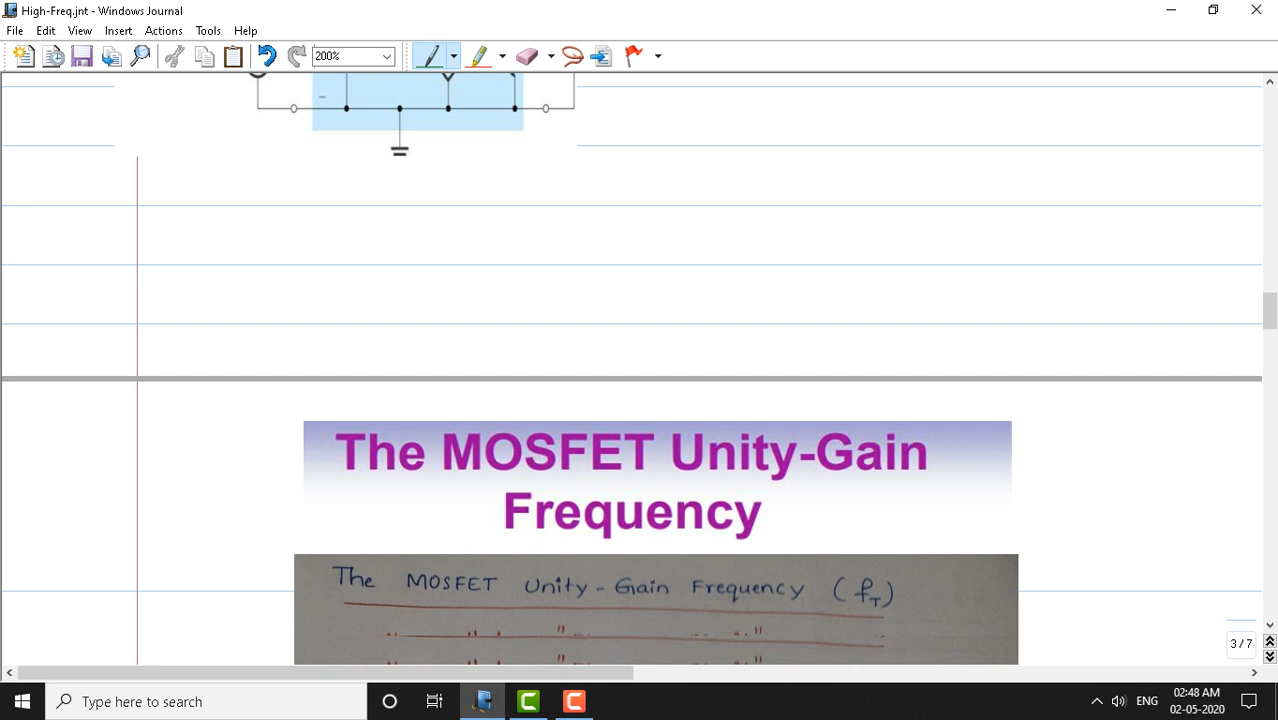 High-Freq.jnt - Windows Journal
File Edit View Insert Actions Tools Help
200%
The MOSFET Unity-Gain
Frequency
The MOSFET Unity-Gain Frequency (fT)
3 / 7
Type here to search
ENG
02:48 AM
02-05-2020